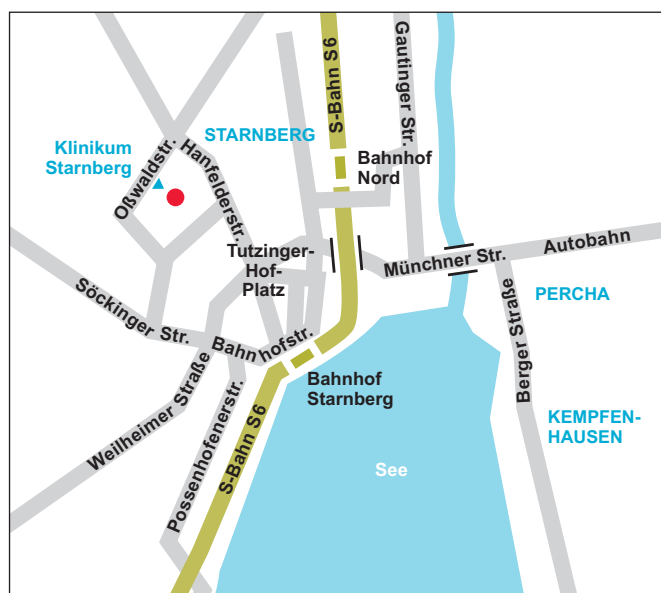 S-Bahn S6
Gautinger Str.
STARNBERG
Klinikum
Starnberg
Oßwaldstr.
Hanfelderstr.
Bahnhof
Nord
Tutzinger-
Hof-
Platz
Münchner Str.
Autobahn
Söckinger Str.
Bahnhofstr.
PERCHA
Berger Straße
Weilheimer Straße
Possenhofenerstr.
S-Bahn S6
Bahnhof
Starnberg
KEMPFEN-
HAUSEN
See